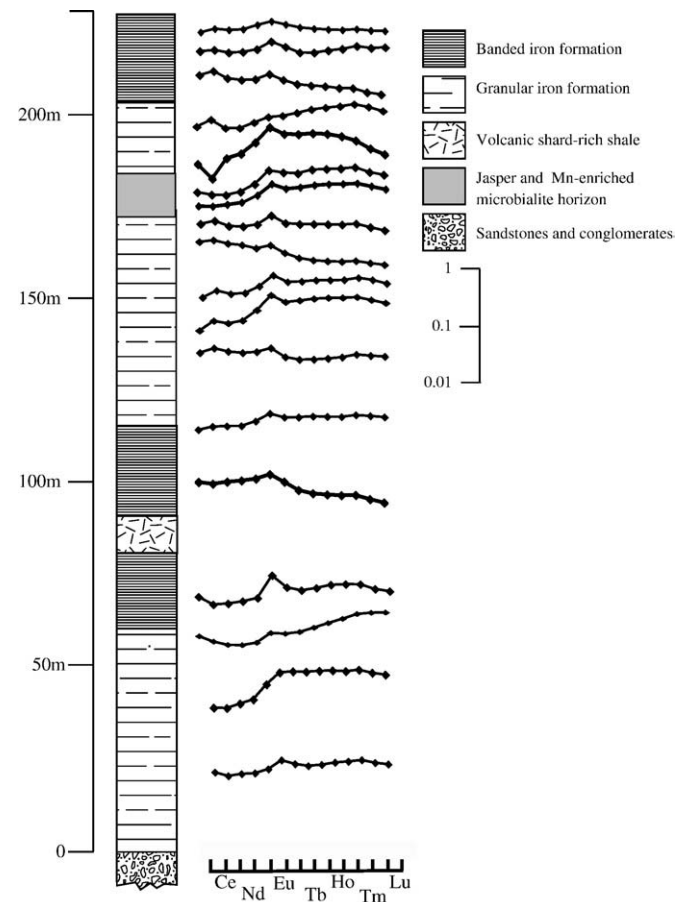 200m
150m
100m
50m
0
Banded iron formation
Granular iron formation
Volcanic shard-rich shale
Jasper and Mn-enriched
microbialite horizon
Sandstones and conglomerates
1
0.1
0.01
Ce Nd Eu Tb Ho Tm Lu